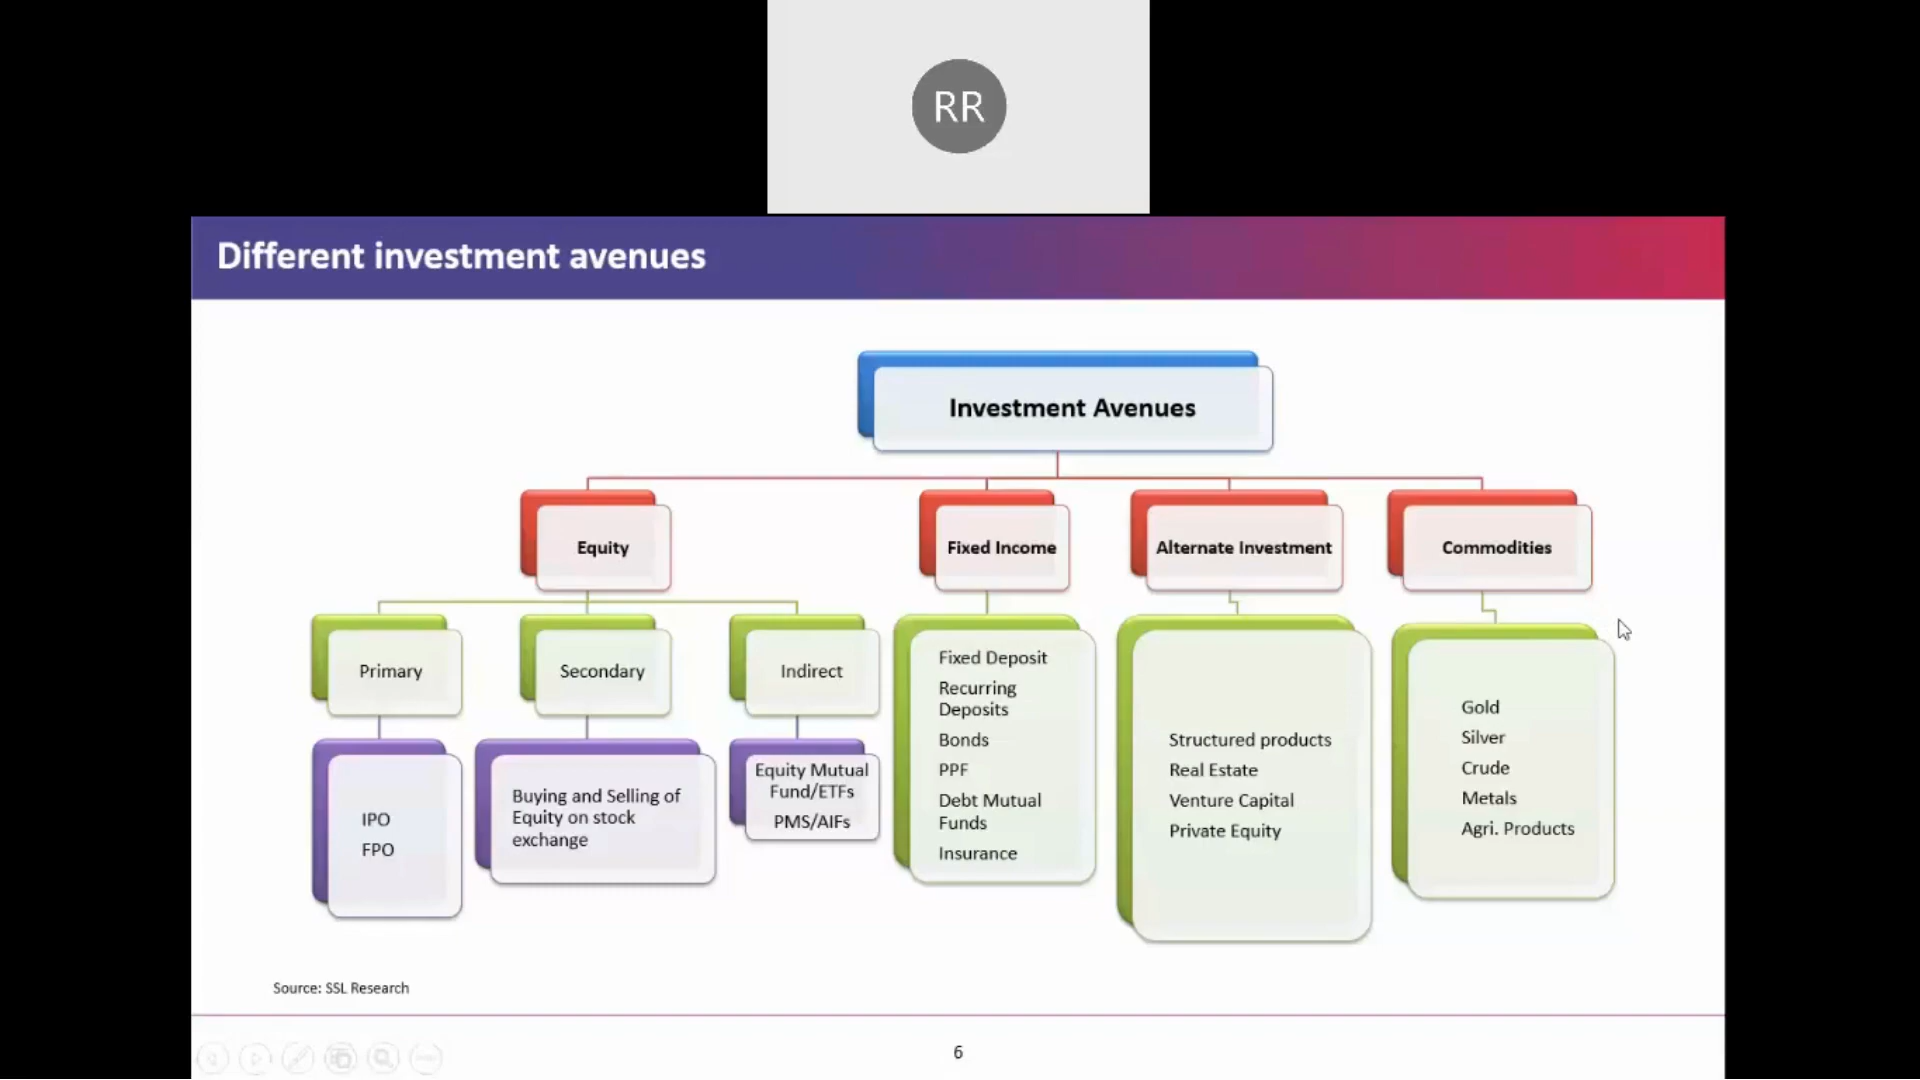 RR
Different investment avenues
Investment Avenues
Equity
Fixed Income
Alternate Investment
Commodities
Primary
Secondary
Indirect
IPO
FPO
Buying and Selling of
Equity on stock
exchange
Equity Mutual
Fund/ETFs
PMS/AIFs
Fixed Deposit
Recurring
Deposits
Bonds
PPF
Debt Mutual
Funds
Insurance
Structured products
Real Estate
Venture Capital
Private Equity
Gold
Silver
Crude
Metals
Agri. Products
Source: SSL Research
6